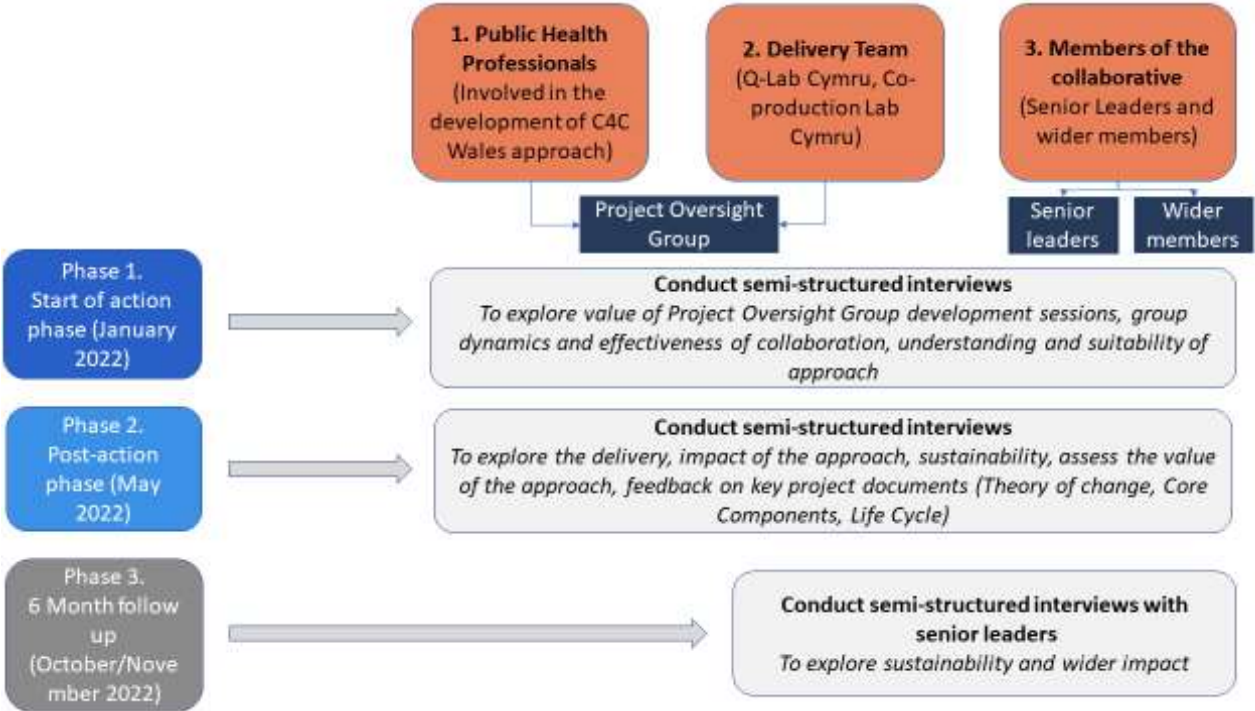 1. Public Health
Professionals
(Involved in the
development of C4C
Wales approach)
2. Delivery Team
(Q-Lab Cymru, Co-
production Lab
Cymru)
3. Members of the
collaborative
(Senior Leaders and
wider members)
Project Oversight
Group
Senior
leaders
Wider
members
Phase 1.
Start of action
phase (January
2022)
Conduct semi-structured interviews
To explore value of Project Oversight Group development sessions, group
dynamics and effectiveness of collaboration, understanding and suitability of
approach
Phase 2.
Post-action
phase (May
2022)
Conduct semi-structured interviews
To explore the delivery, impact of the approach, sustainability, assess the value
of the approach, feedback on key project documents (Theory of change, Core
Components, Life Cycle)
Phase 3.
6 Month follow
up
(October/Nove
mber 2022)
Conduct semi-structured interviews with
senior leaders
To explore sustainability and wider impact